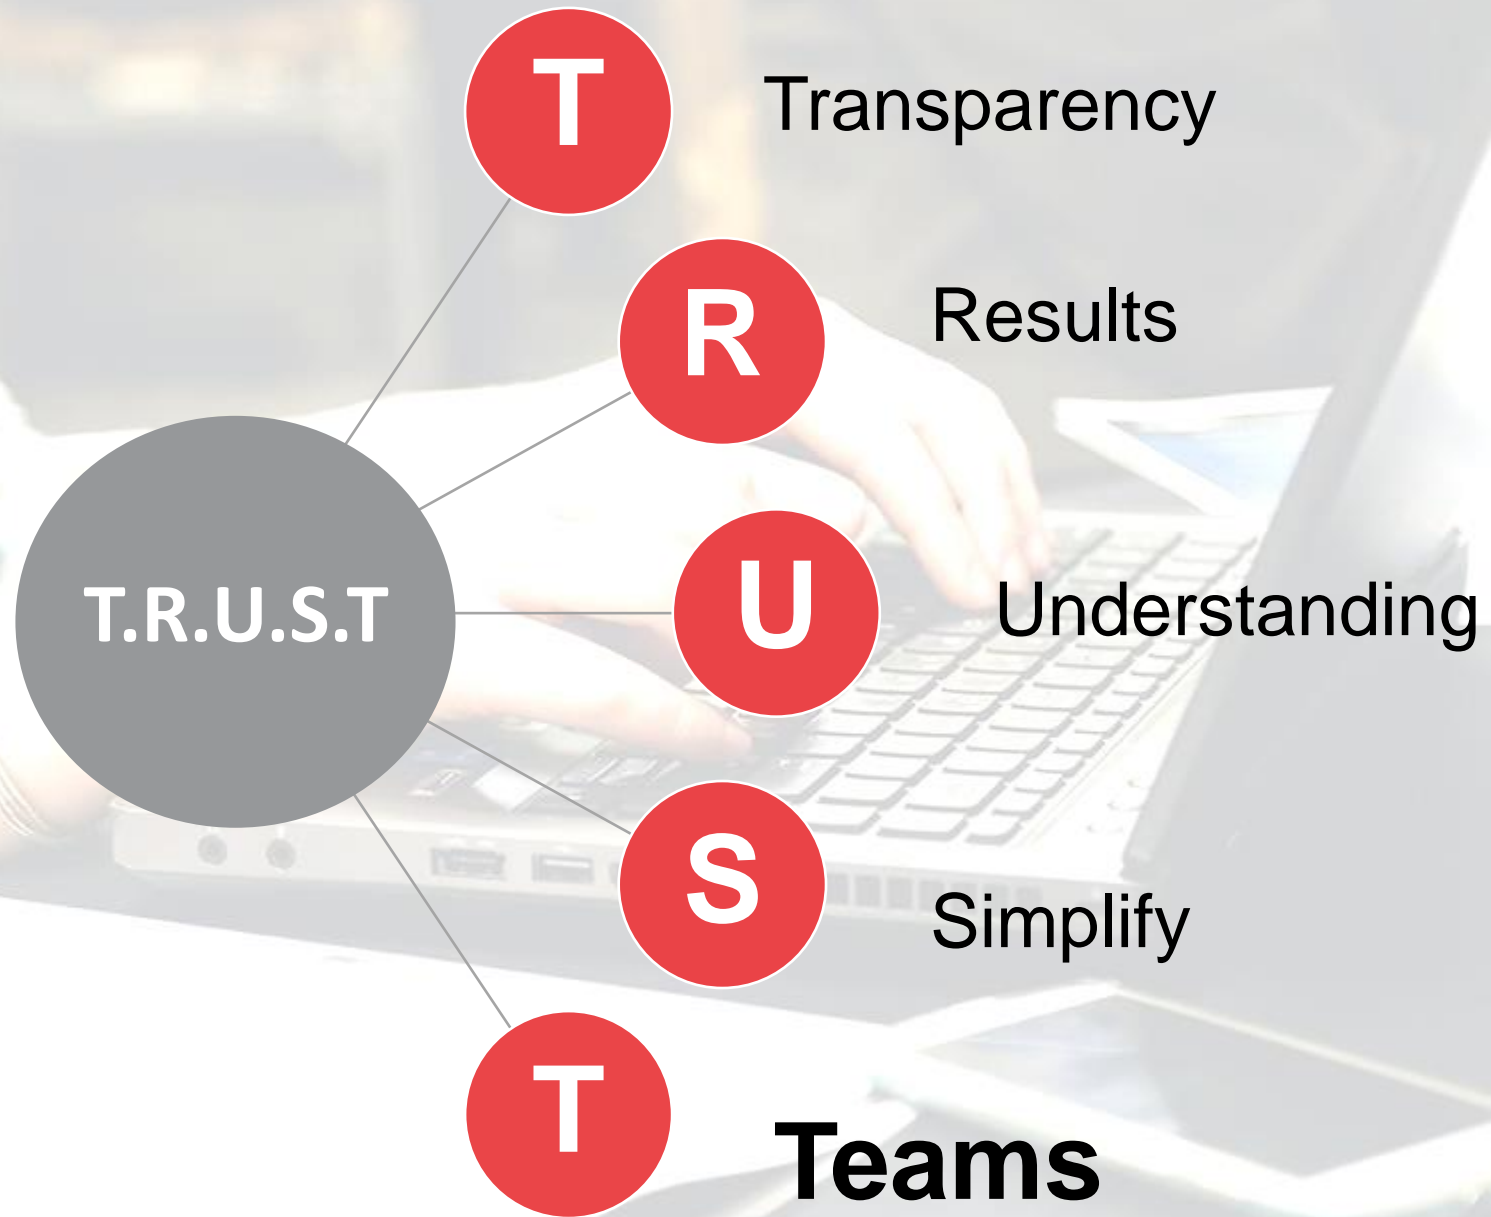 T
Transparency
R
Results
T.R.U.S.T
U
Understanding
S
Simplify
T
Teams